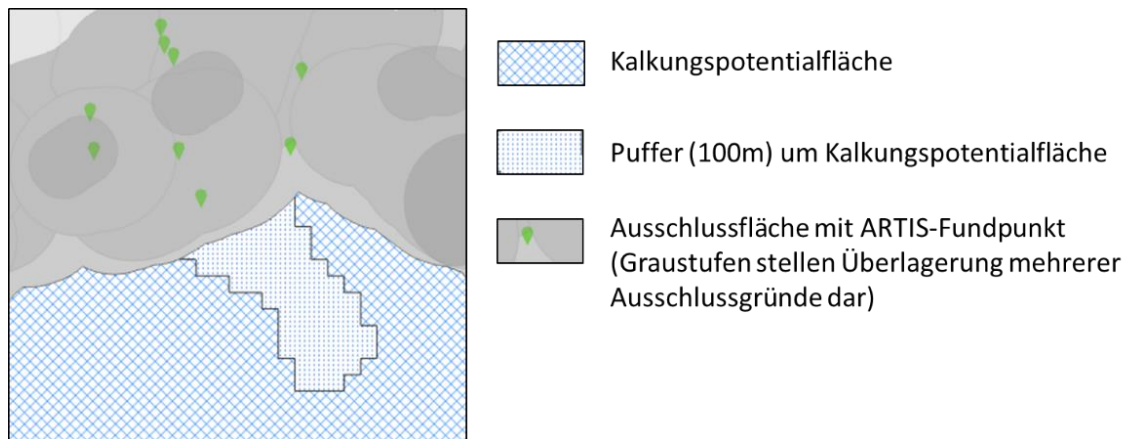 Kalkungspotentialfläche
Puffer (100m) um Kalkungspotentialfläche
Ausschlussfläche mit ARTIS-Fundpunkt
(Graustufen stellen Überlagerung mehrerer
Ausschlussgründe dar)